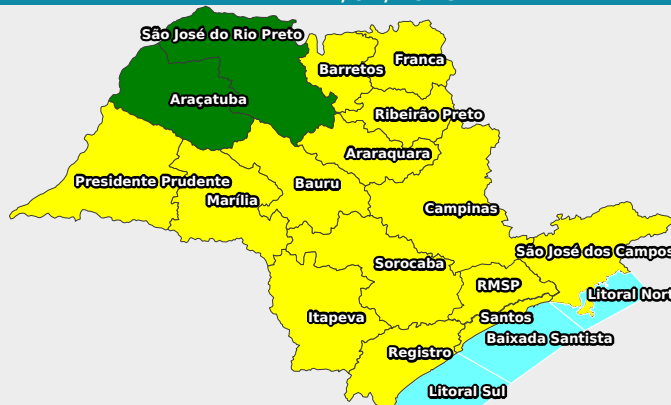 São José do Rio Preto
Franca
Barretos
Araçatuba
Ribeirão Preto
Araraquara
Presidente Prudente
Bauru
Marília
Campinas
São José dos Campos
Sorocaba
RMSP
Litoral Nort
Itapeva
Santos
Baixada Santista
Registro
Litoral Sul